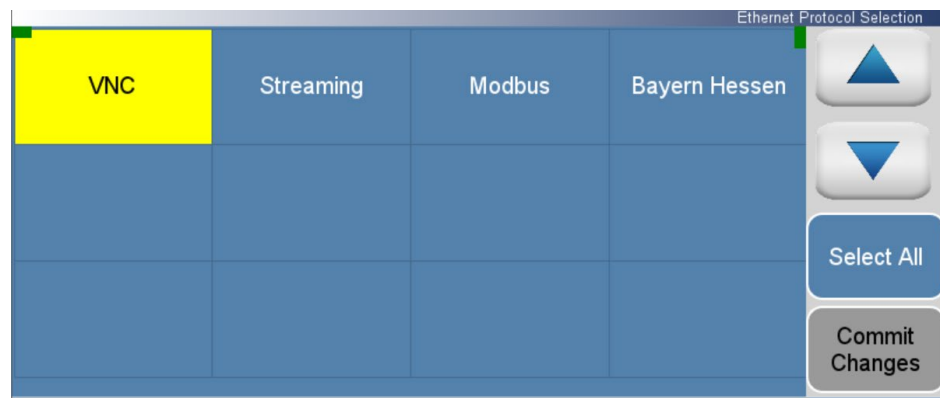 Ethernet Protocol Selection
VNC Streaming Modbus Bayern Hessen
Select All
Commit
Changes